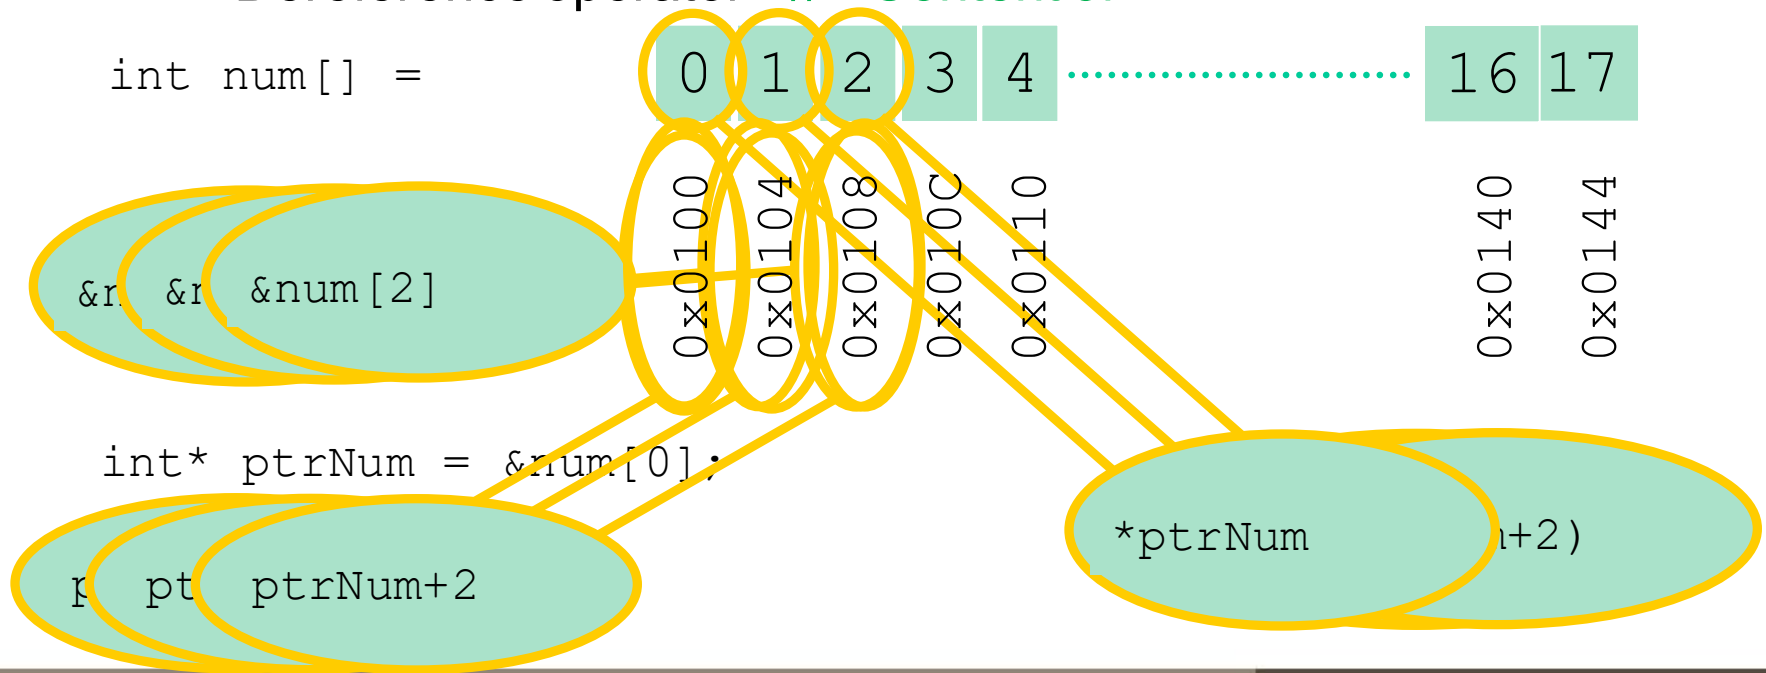 int num[] = 0 1 2 3 4 16 17
0x0100 0x0104 0x0108 0x010C 0x0110 0x0140 0x0144
&num[2]
int* ptrNum = &num[0];
*ptrNum +2)
ptrNum+2